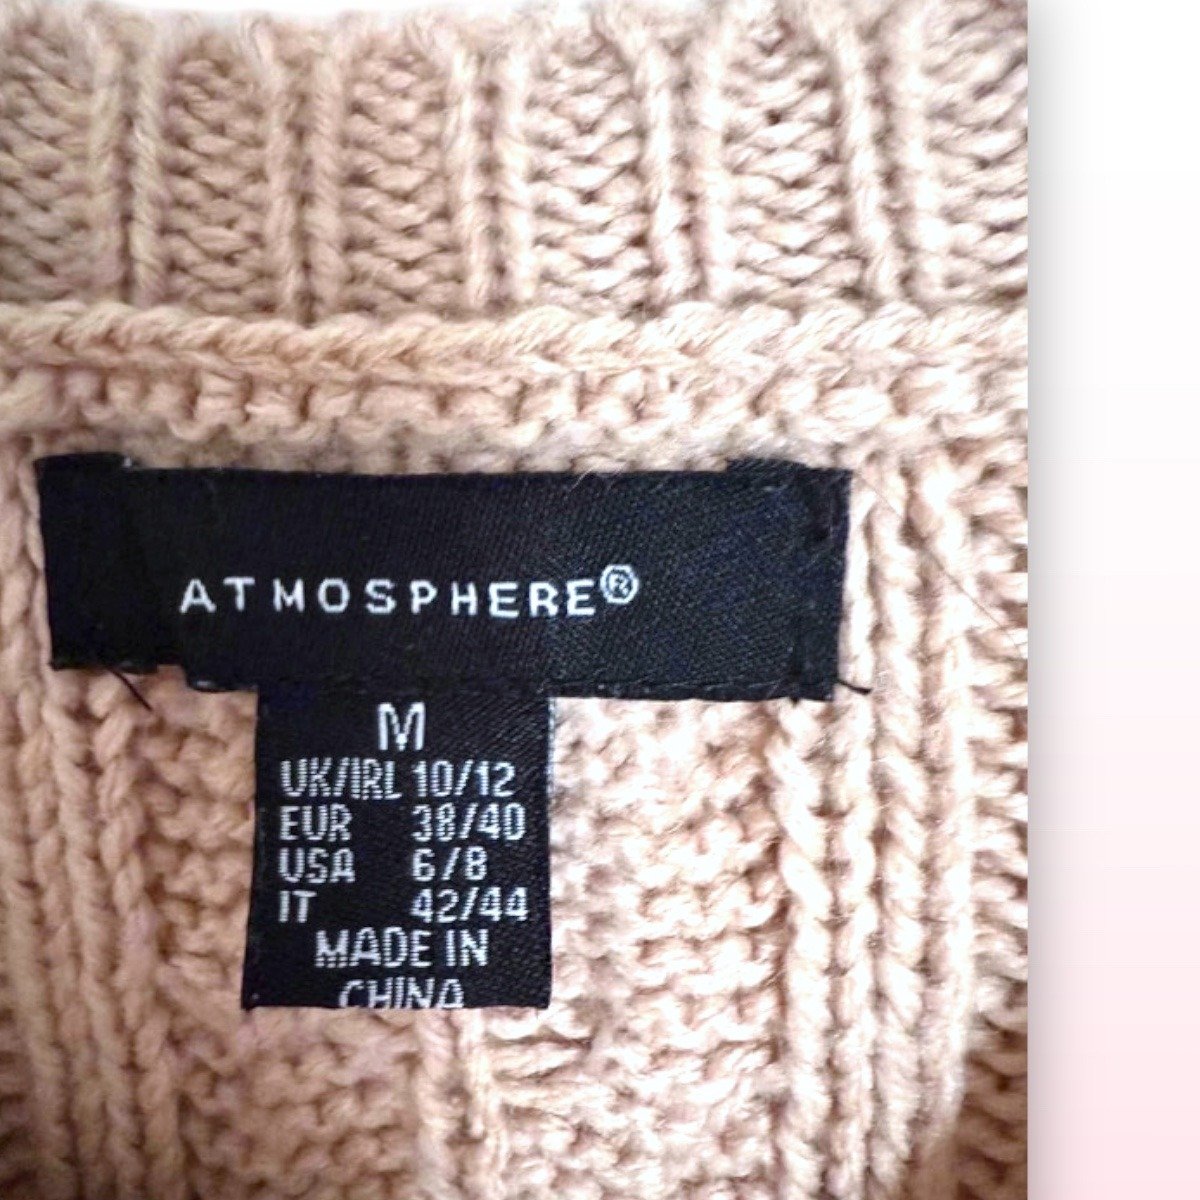 ATMOSPHERE®
M
UK/IRL 10/12
EUR 38/40
USA 6/8
IT 42/44
MADE IN
CHINA